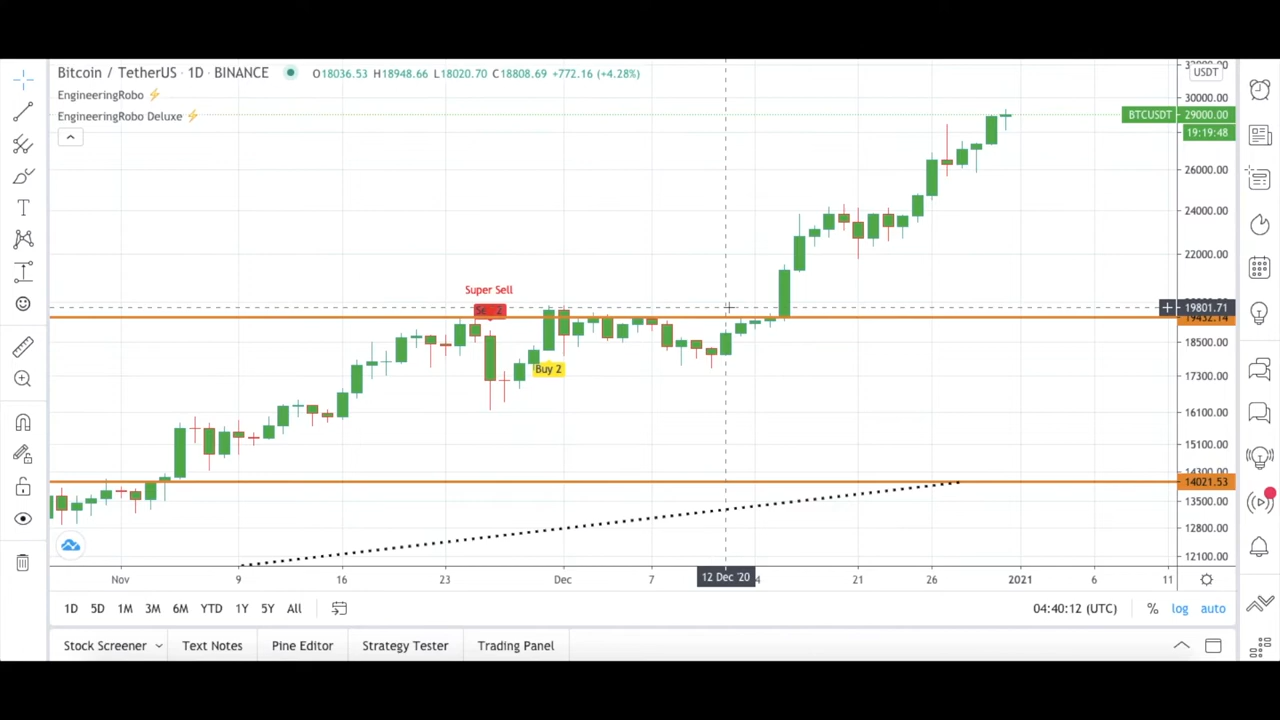 Bitcoin / TetherUS · 1D · BINANCE O18036.53 H18948.66 L18020.70 C18808.69 +772.16 (+4.28%)
EngineeringRobo ⚡
EngineeringRobo Deluxe ⚡
USDT
30000.00
BTCUSDT 29000.00
19:19:48
26000.00
24000.00
22000.00
Super Sell
19801.71
18500.00
Buy 2
17300.00
16100.00
15100.00
14021.53
13500.00
12800.00
12100.00
Nov 9 16 23 Dec 7 12 Dec '20 21 26 2021 6 11
1D 5D 1M 3M 6M YTD 1Y 5Y All 04:40:12 (UTC) % log auto
Stock Screener Text Notes Pine Editor Strategy Tester Trading Panel